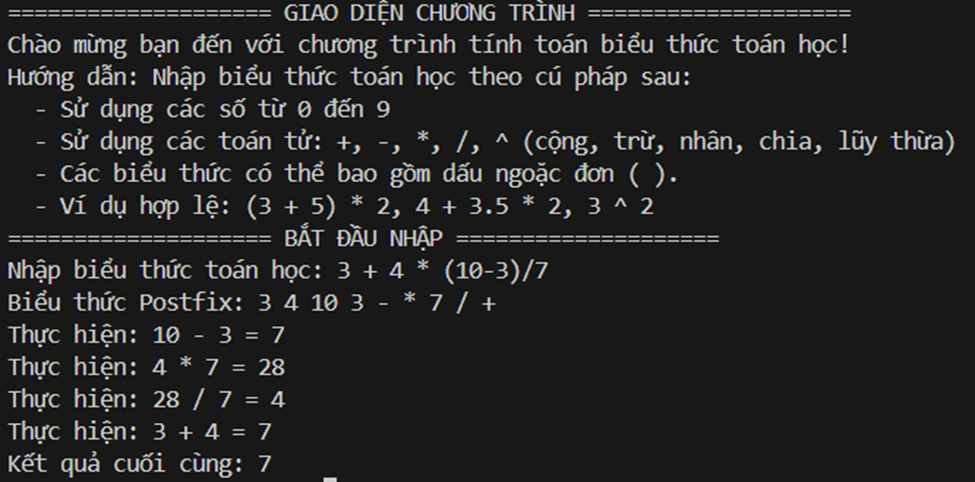 ==================== GIAO DIỆN CHƯƠNG TRÌNH ====================
Chào mừng bạn đến với chương trình tính toán biểu thức toán học!
Hướng dẫn: Nhập biểu thức toán học theo cú pháp sau:
  - Sử dụng các số từ 0 đến 9
  - Sử dụng các toán tử: +, -, *, /, ^ (cộng, trừ, nhân, chia, lũy thừa)
  - Các biểu thức có thể bao gồm dấu ngoặc đơn ( ).
  - Ví dụ hợp lệ: (3 + 5) * 2, 4 + 3.5 * 2, 3 ^ 2
==================== BẮT ĐẦU NHẬP ====================
Nhập biểu thức toán học: 3 + 4 * (10-3)/7
Biểu thức Postfix: 3 4 10 3 - * 7 / +
Thực hiện: 10 - 3 = 7
Thực hiện: 4 * 7 = 28
Thực hiện: 28 / 7 = 4
Thực hiện: 3 + 4 = 7
Kết quả cuối cùng: 7